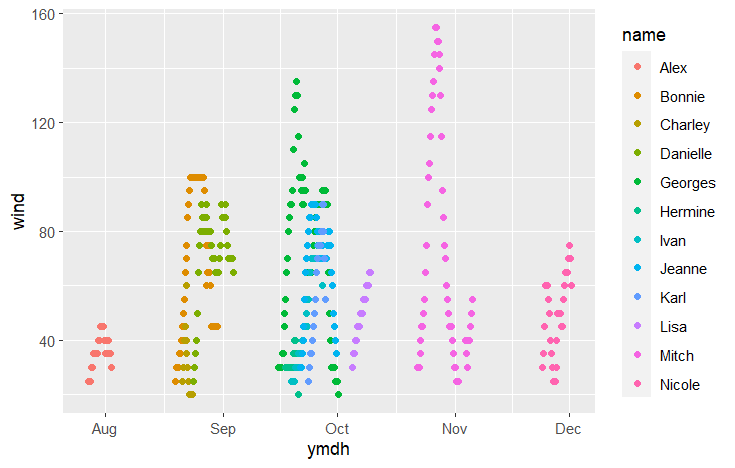 160
120
80
40
wind
Aug Sep Oct Nov Dec
ymdh
name
Alex
Bonnie
Charley
Danielle
Georges
Hermine
Ivan
Jeanne
Karl
Lisa
Mitch
Nicole